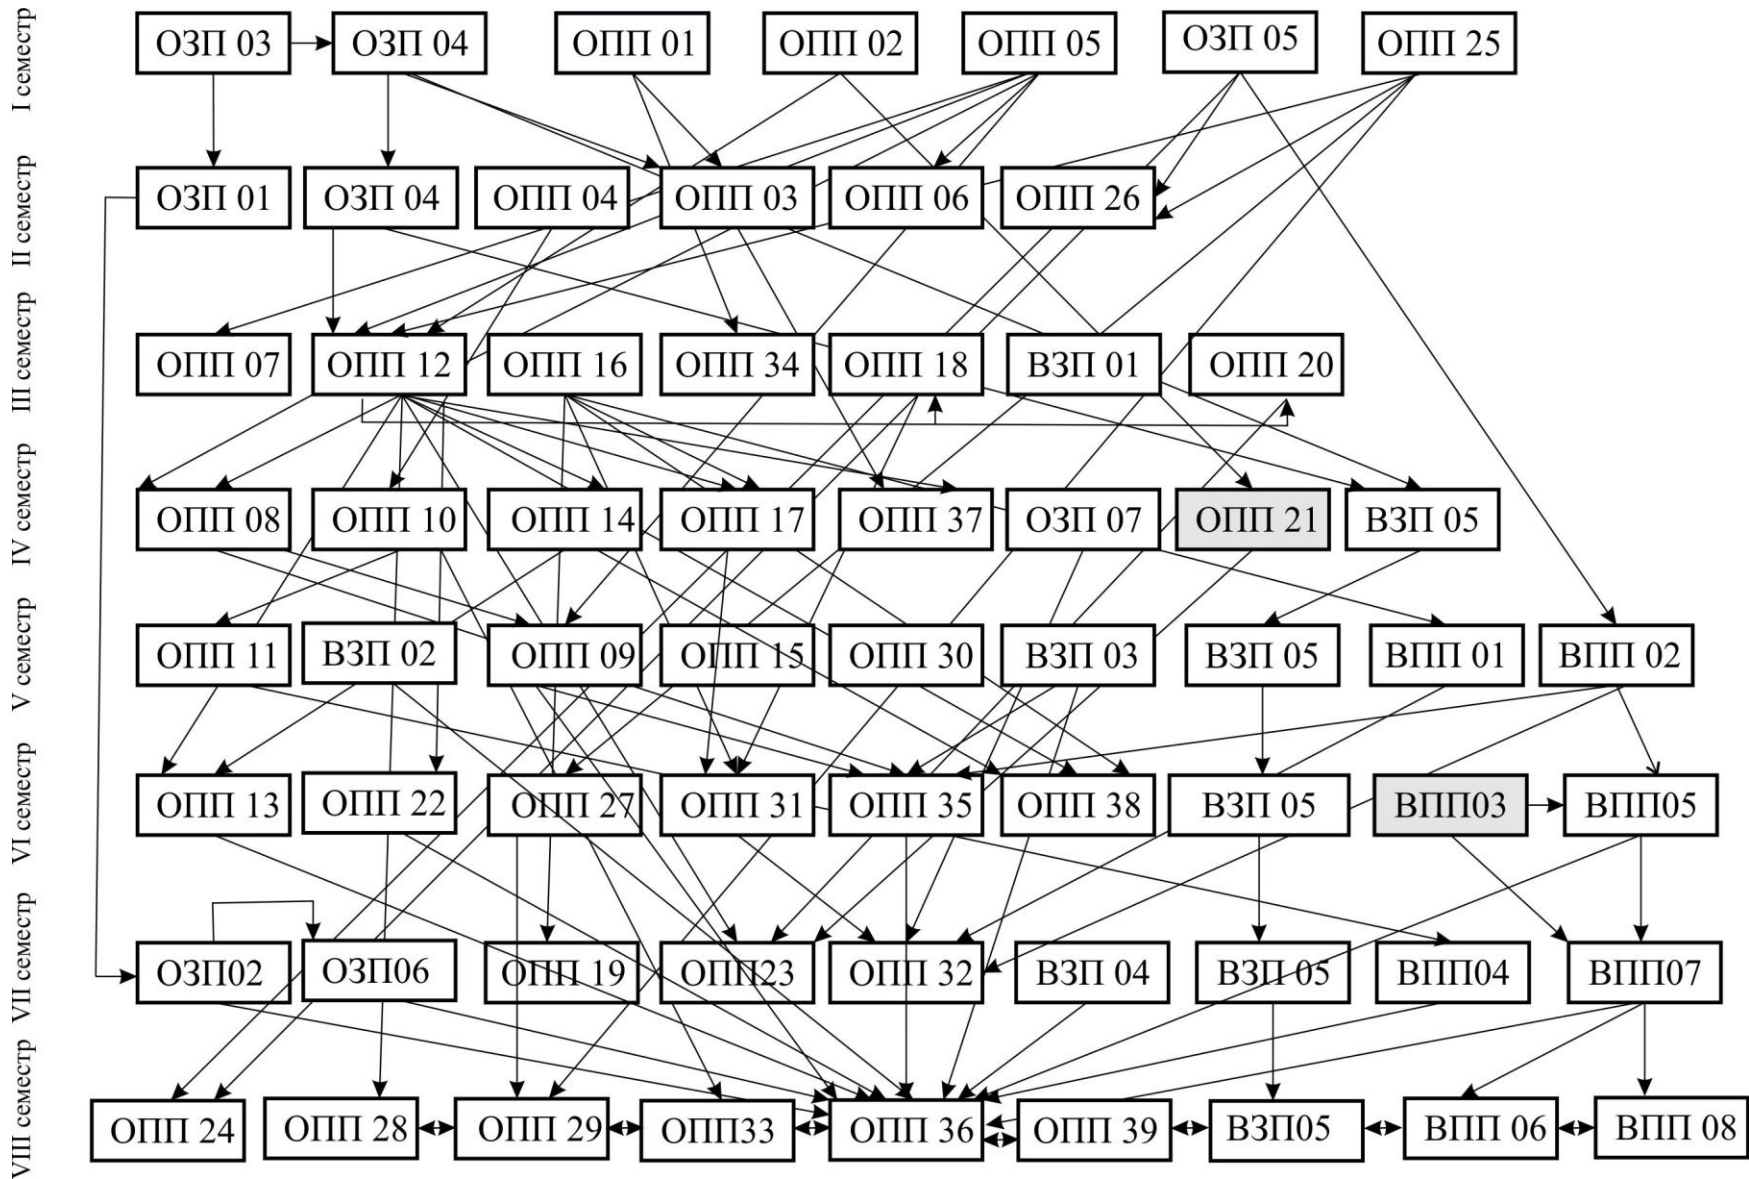 I семестр
ОЗП 03 ОЗП 04 ОПП 01 ОПП 02 ОПП 05 ОЗП 05 ОПП 25
II семестр
ОЗП 01 ОЗП 04 ОПП 04 ОПП 03 ОПП 06 ОПП 26
III семестр
ОПП 07 ОПП 12 ОПП 16 ОПП 34 ОПП 18 ВЗП 01 ОПП 20
IV семестр
ОПП 08 ОПП 10 ОПП 14 ОПП 17 ОПП 37 ОЗП 07 ОПП 21 ВЗП 05
V семестр
ОПП 11 ВЗП 02 ОПП 09 ОПП 15 ОПП 30 ВЗП 03 ВЗП 05 ВПП 01 ВПП 02
VI семестр
ОПП 13 ОПП 22 ОПП 27 ОПП 31 ОПП 35 ОПП 38 ВЗП 05 ВПП03 ВПП05
VII семестр
ОЗП02 ОЗП06 ОПП 19 ОПП23 ОПП 32 ВЗП 04 ВЗП 05 ВПП04 ВПП07
VIII семестр
ОПП 24 ОПП 28 ОПП 29 ОПП33 ОПП 36 ОПП 39 ВЗП05 ВПП 06 ВПП 08